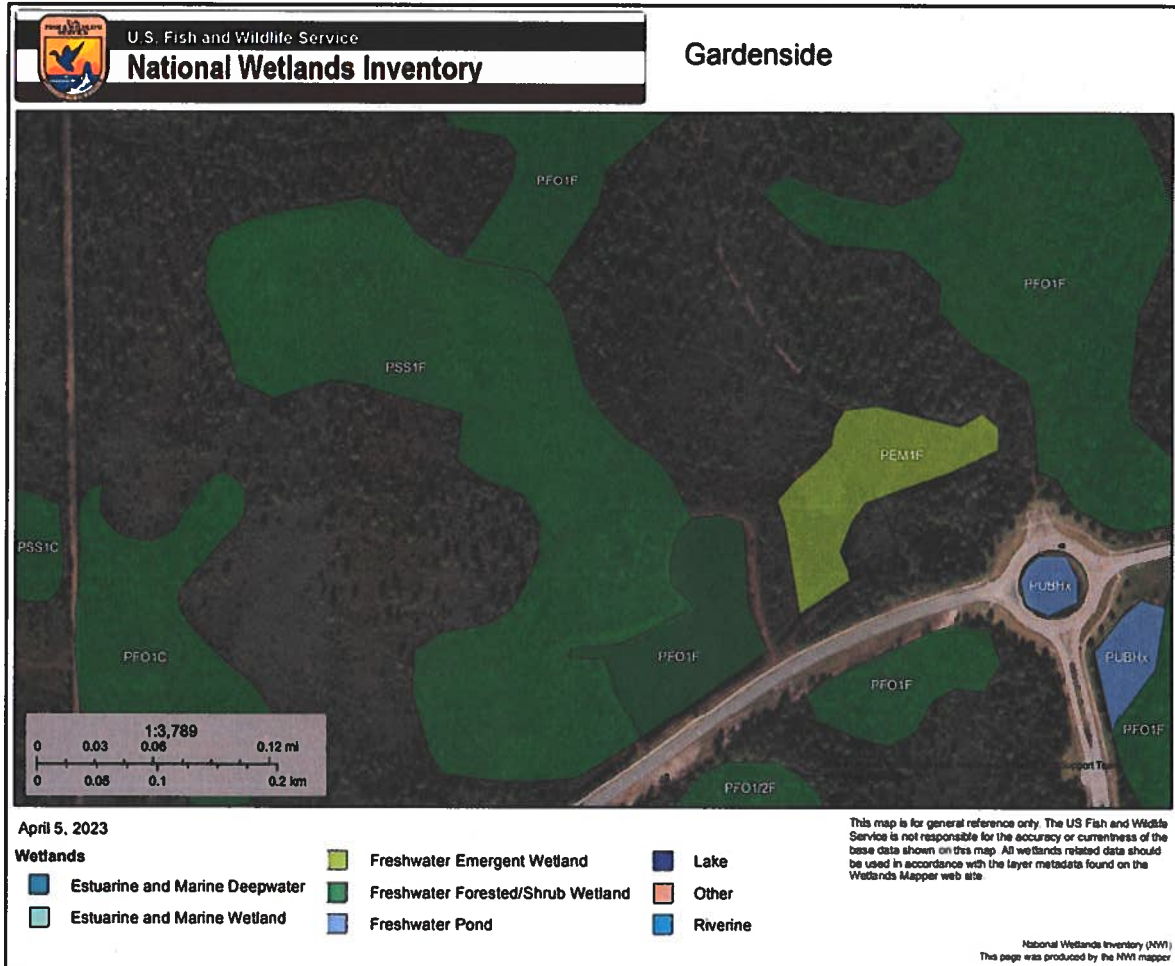 U.S.
FISH & WILDLIFE
SERVICE
U.S. Fish and Wildlife Service
National Wetlands Inventory
Gardenside
PFO1F
PFO1F
PSS1F
PEM1F
PSS1C
PUBHx
PFO1C
PFO1F
PUBHx
PFO1F
PFO1F
PFO1/2F
1:3,789
0 0.03 0.06 0.12 mi
0 0.05 0.1 0.2 km
Support Team
April 5, 2023
Wetlands
Estuarine and Marine Deepwater
Estuarine and Marine Wetland
Freshwater Emergent Wetland
Freshwater Forested/Shrub Wetland
Freshwater Pond
Lake
Other
Riverine
This map is for general reference only. The US Fish and Wildlife
Service is not responsible for the accuracy or currentness of the
base data shown on this map. All wetlands related data should
be used in accordance with the layer metadata found on the
Wetlands Mapper web site.
National Wetlands Inventory (NWI)
This page was produced by the NWI mapper